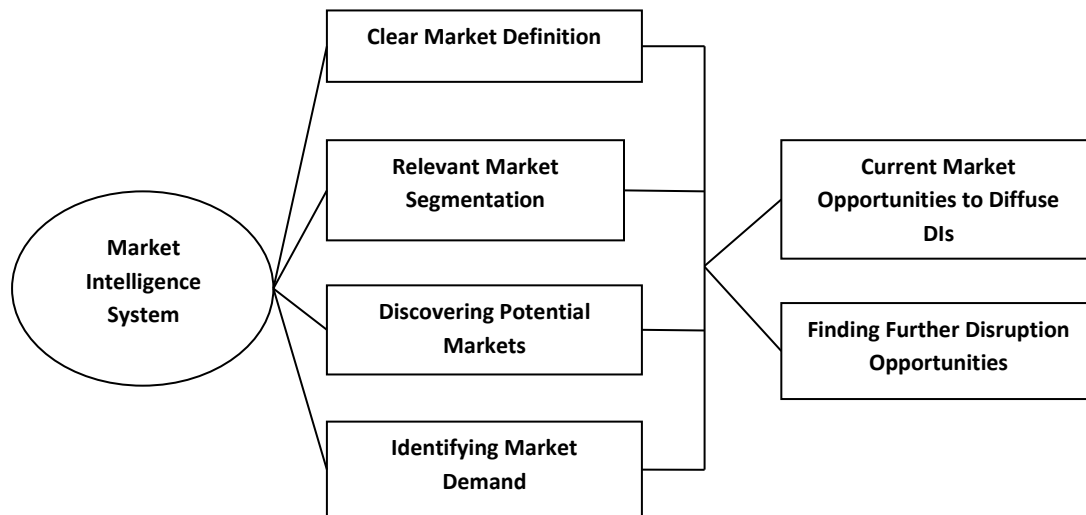 Market
Intelligence
System
Clear Market Definition
Relevant Market
Segmentation
Discovering Potential
Markets
Identifying Market
Demand
Current Market
Opportunities to Diffuse
DIs
Finding Further Disruption
Opportunities